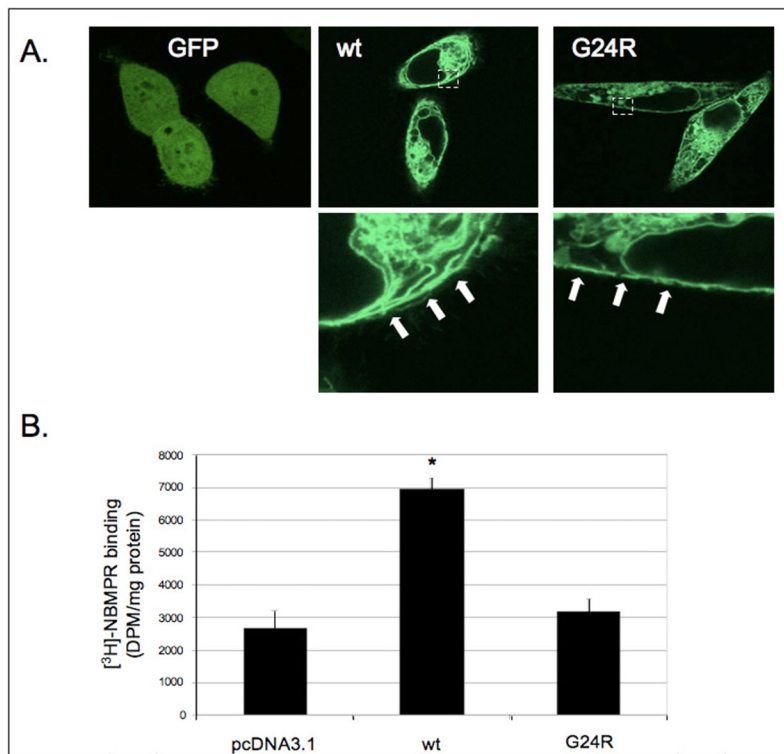 A.
GFP
wt
G24R
B.
[³H]-NBMPR binding
(DPM/mg protein)
8000
7000
6000
5000
4000
3000
2000
1000
0
*
pcDNA3.1
wt
G24R